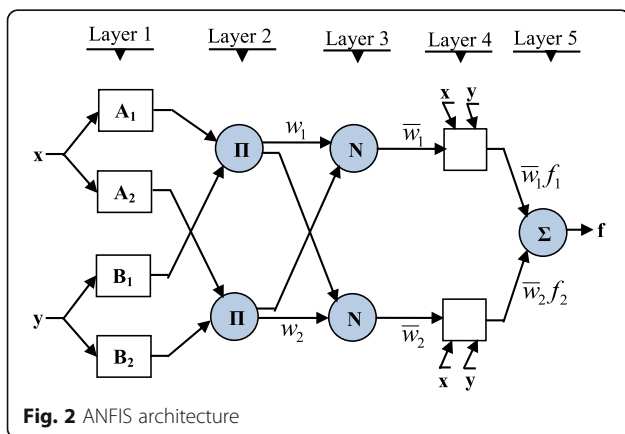 Layer 1 Layer 2 Layer 3 Layer 4 Layer 5
x y
A₁
w₁ w̅₁
Π N
x
w̅₁f₁
A₂
Σ f
B₁
w̅₂f₂
y
Π N
w₂ w̅₂
B₂
x y
Fig. 2 ANFIS architecture